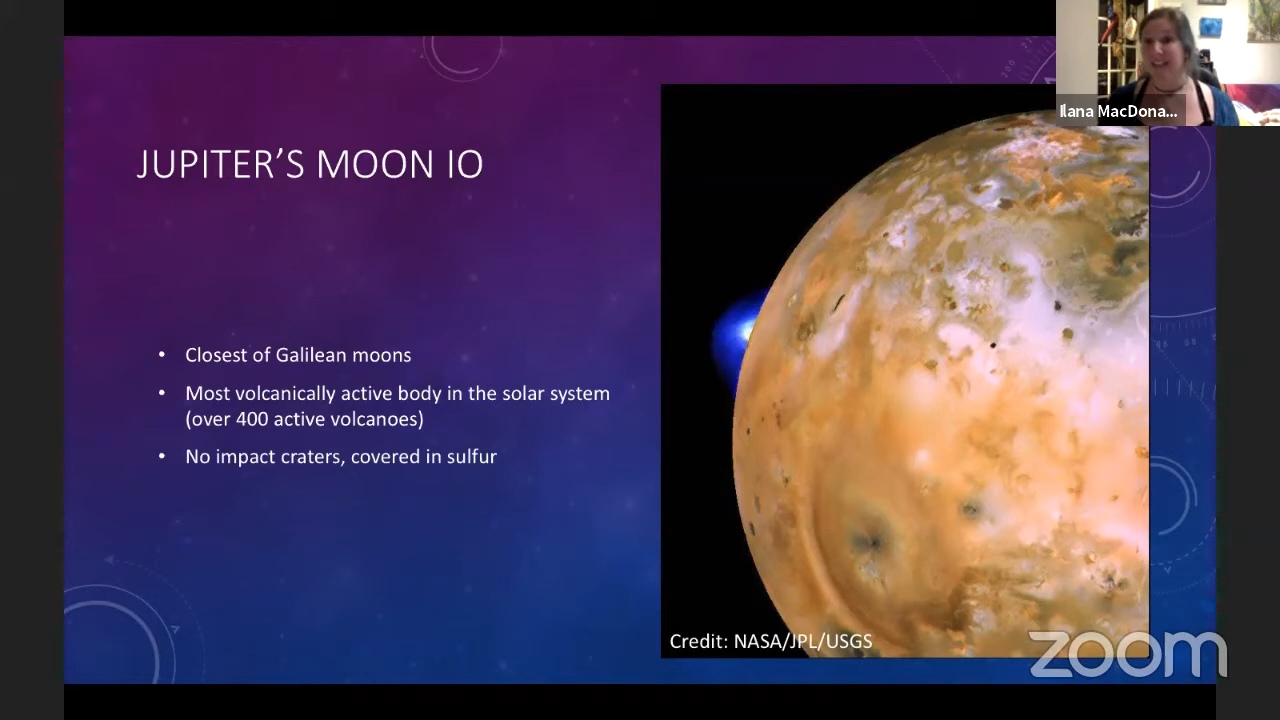 Ilana MacDona...
JUPITER’S MOON IO
• Closest of Galilean moons
• Most volcanically active body in the solar system
(over 400 active volcanoes)
• No impact craters, covered in sulfur
Credit: NASA/JPL/USGS
zoom